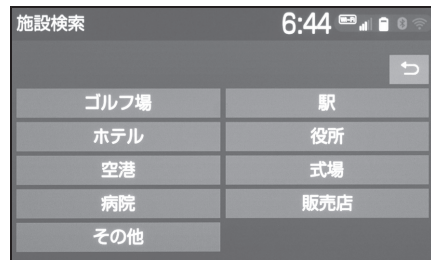 施設検索 6:44
ゴルフ場 駅
ホテル 役所
空港 式場
病院 販売店
その他